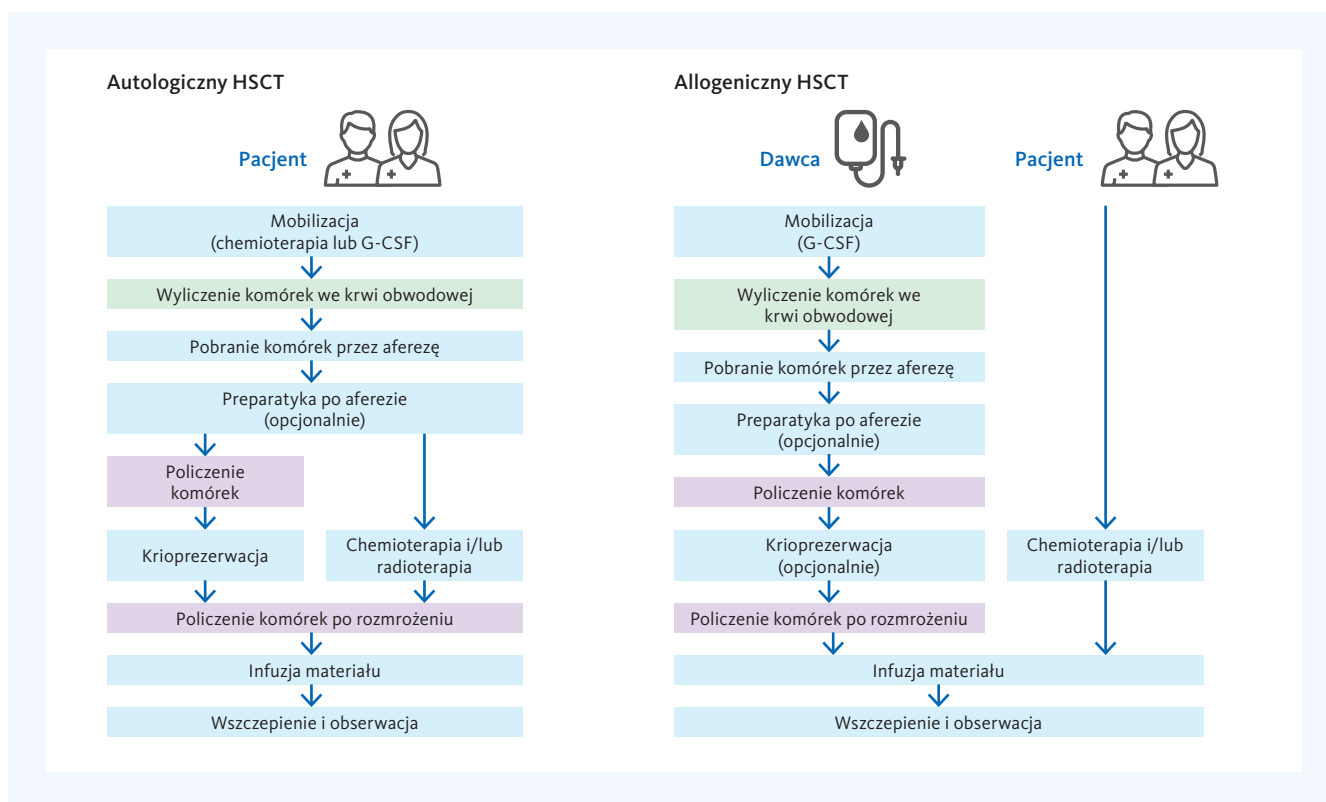 Autologiczny HSCT
Pacjent
Mobilizacja
(chemioterapia lub G-CSF)
Wyliczenie komórek we krwi obwodowej
Pobranie komórek przez aferezę
Preparatyka po aferezie
(opcjonalnie)
Policzenie
komórek
Krioprezerwacja
Chemioterapia i/lub
radioterapia
Policzenie komórek po rozmrożeniu
Infuzja materiału
Wszczepienie i obserwacja
Allogeniczny HSCT
Dawca
Pacjent
Mobilizacja
(G-CSF)
Wyliczenie komórek we
krwi obwodowej
Pobranie komórek przez aferezę
Preparatyka po aferezie
(opcjonalnie)
Policzenie komórek
Krioprezerwacja
(opcjonalnie)
Chemioterapia i/lub
radioterapia
Policzenie komórek po rozmrożeniu
Infuzja materiału
Wszczepienie i obserwacja